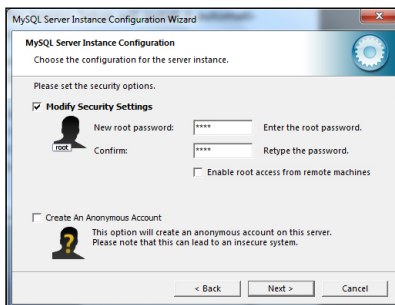 MySQL Server Instance Configuration Wizard
MySQL Server Instance Configuration
Choose the configuration for the server instance.
Please set the security options.
Modify Security Settings
New root password: **** Enter the root password.
root
Confirm: **** Retype the password.
Enable root access from remote machines
Create An Anonymous Account
This option will create an anonymous account on this server.
Please note that this can lead to an insecure system.
< Back Next > Cancel